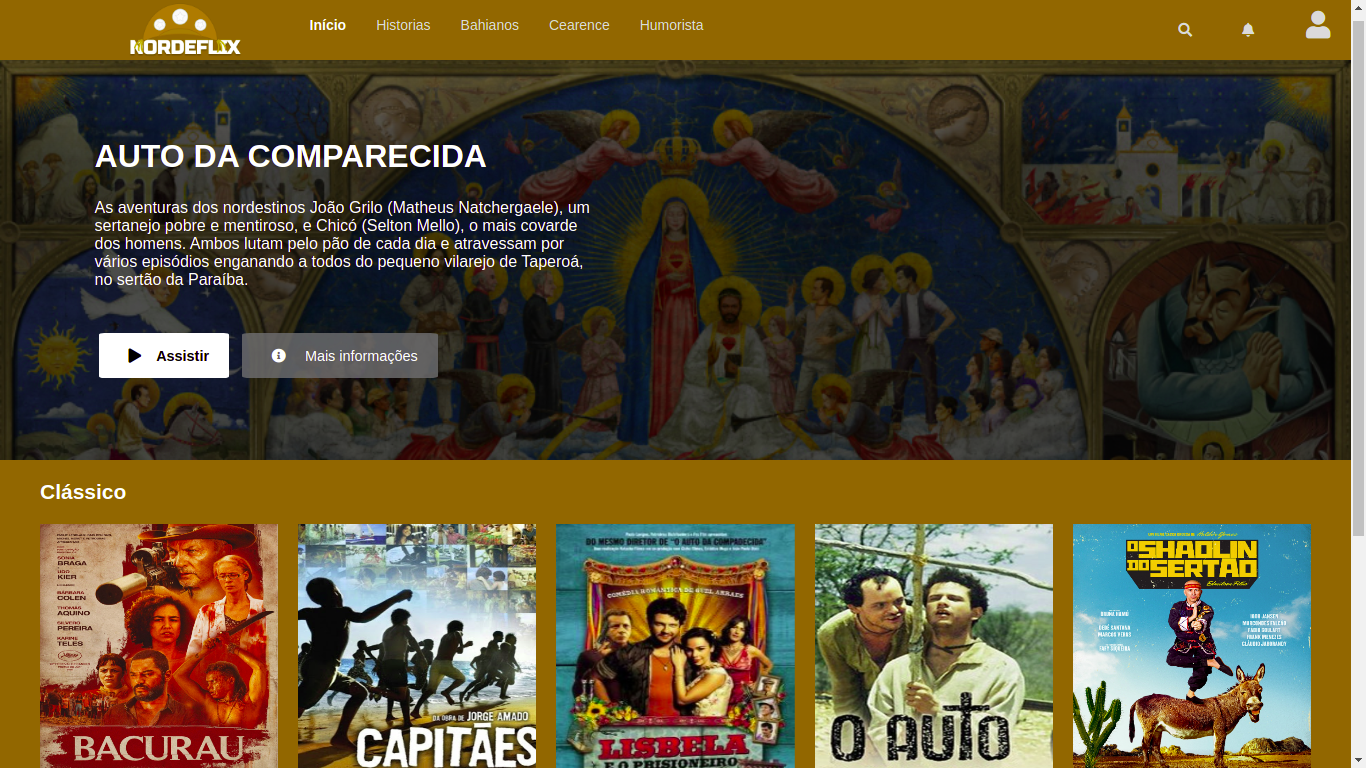 NORDEFLIX
Início
Historias
Bahianos
Cearence
Humorista
AUTO DA COMPARECIDA
As aventuras dos nordestinos João Grilo (Matheus Natchergaele), um
sertanejo pobre e mentiroso, e Chicó (Selton Mello), o mais covarde
dos homens. Ambos lutam pelo pão de cada dia e atravessam por
vários episódios enganando a todos do pequeno vilarejo de Taperoá,
no sertão da Paraíba.
Assistir
Mais informações
Clássico
SONIA
BRAGA
UDO
KIER
BÁRBARA
COLEN
THOMAS
AQUINO
SILVERO
PEREIRA
KARINE
TELES
BACURAU
DA OBRA DE JORGE AMADO
CAPITÃES
DO MESMO DIRETOR DE "O AUTO DA COMPADECIDA"
COMÉDIA ROMÂNTICA DE GUEL ARRAES
LISBELA
E O PRISIONEIRO
O AUTO
O SHAOLIN
DO SERTÃO